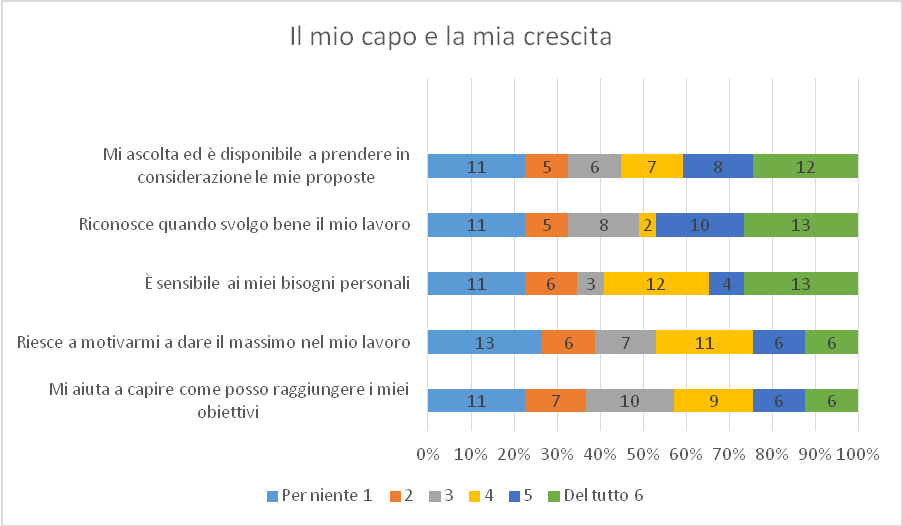 Il mio capo e la mia crescita
Mi ascolta ed è disponibile a prendere in
considerazione le mie proposte
11 5 6 7 8 12
Riconosce quando svolgo bene il mio lavoro
11 5 8 2 10 13
È sensibile ai miei bisogni personali
11 6 3 12 4 13
Riesce a motivarmi a dare il massimo nel mio lavoro
13 6 7 11 6 6
Mi aiuta a capire come posso raggiungere i miei
obiettivi
11 7 10 9 6 6
0% 10% 20% 30% 40% 50% 60% 70% 80% 90% 100%
Per niente 1 2 3 4 5 Del tutto 6